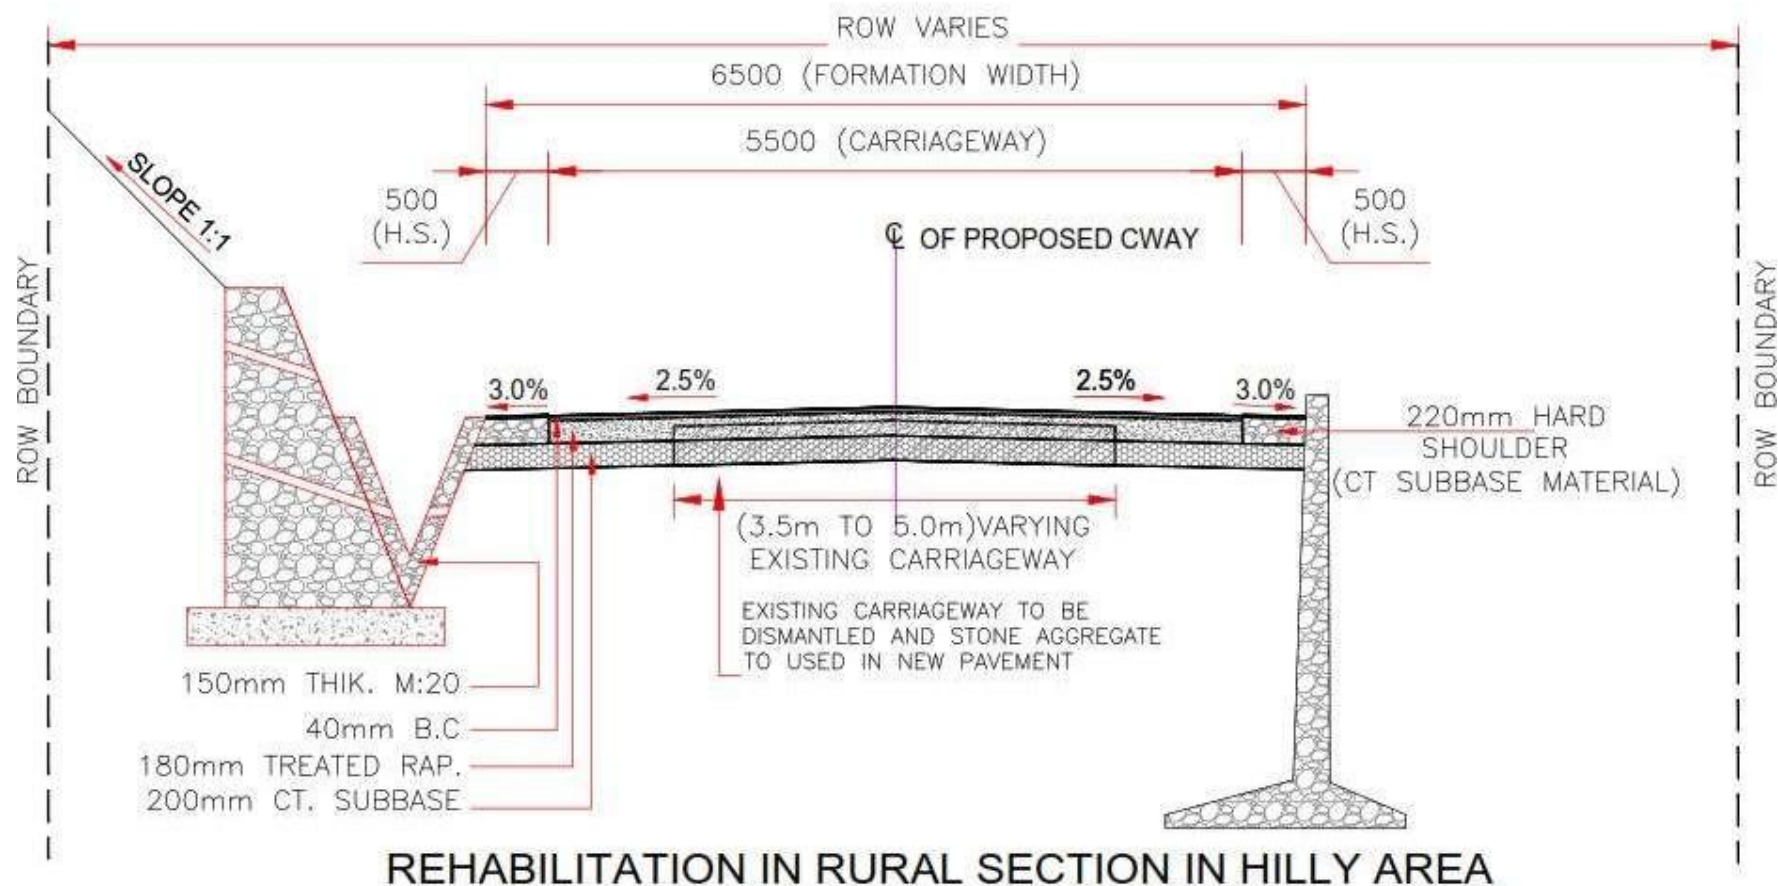 ROW VARIES
6500 (FORMATION WIDTH)
5500 (CARRIAGEWAY)
SLOPE 1:1
500
(H.S.)
500
(H.S.)
℄ OF PROPOSED CWAY
ROW BOUNDARY
ROW BOUNDARY
3.0%
2.5%
2.5%
3.0%
220mm HARD
SHOULDER
(CT SUBBASE MATERIAL)
(3.5m TO 5.0m)VARYING
EXISTING CARRIAGEWAY
EXISTING CARRIAGEWAY TO BE
DISMANTLED AND STONE AGGREGATE
TO USED IN NEW PAVEMENT
150mm THIK. M:20
40mm B.C
180mm TREATED RAP.
200mm CT. SUBBASE
REHABILITATION IN RURAL SECTION IN HILLY AREA